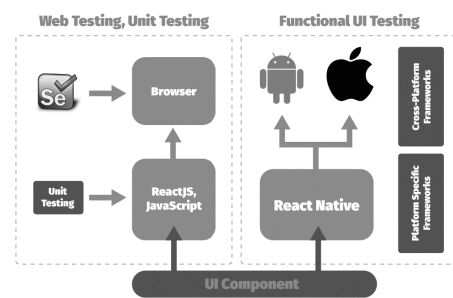 Web Testing, Unit Testing
Functional UI Testing
Se
Browser
Unit
Testing
ReactJS,
JavaScript
React Native
Cross-Platform
Frameworks
Platform Specific
Frameworks
UI Component